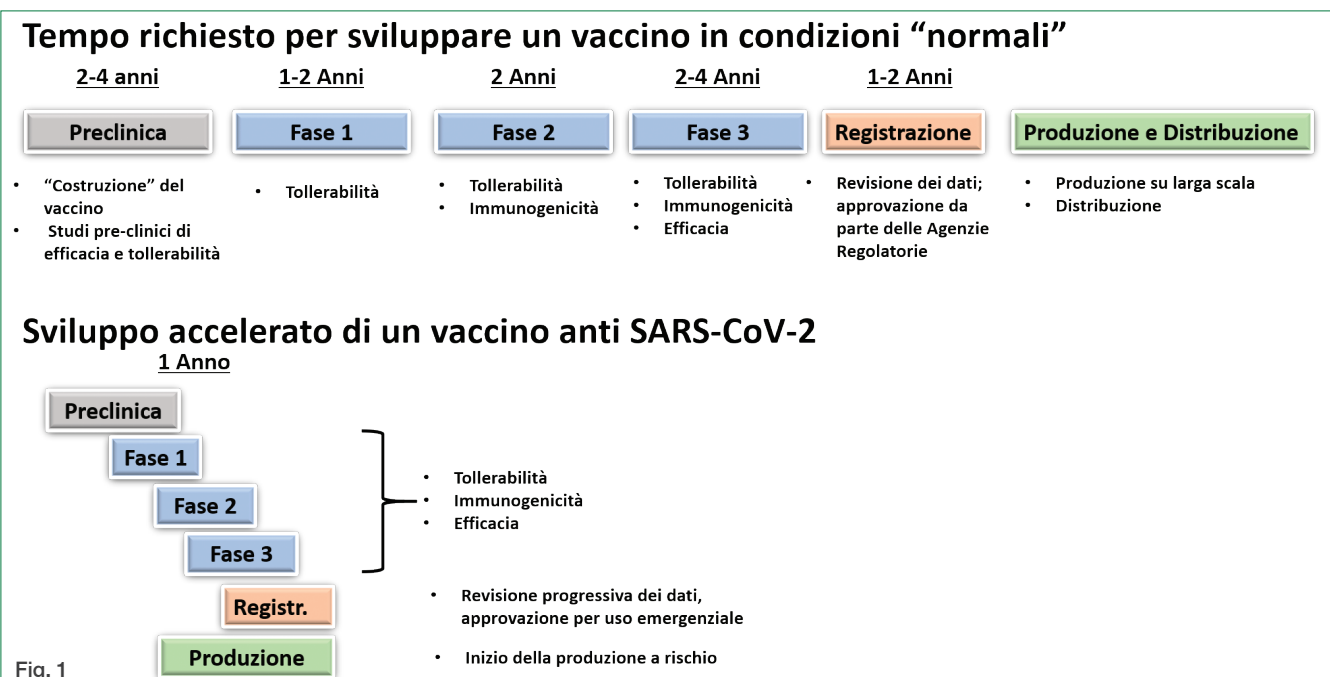 Tempo richiesto per sviluppare un vaccino in condizioni “normali”
2-4 anni
1-2 Anni
2 Anni
2-4 Anni
1-2 Anni
Preclinica
Fase 1
Fase 2
Fase 3
Registrazione
Produzione e Distribuzione
• “Costruzione” del
vaccino
• Studi pre-clinici di
efficacia e tollerabilità
• Tollerabilità
• Tollerabilità
• Immunogenicità
• Tollerabilità
• Immunogenicità
• Efficacia
• Revisione dei dati;
approvazione da
parte delle Agenzie
Regolatorie
• Produzione su larga scala
• Distribuzione
Sviluppo accelerato di un vaccino anti SARS-CoV-2
1 Anno
Preclinica
Fase 1
Fase 2
Fase 3
• Tollerabilità
• Immunogenicità
• Efficacia
Registr.
• Revisione progressiva dei dati,
approvazione per uso emergenziale
Produzione
• Inizio della produzione a rischio
Fig. 1